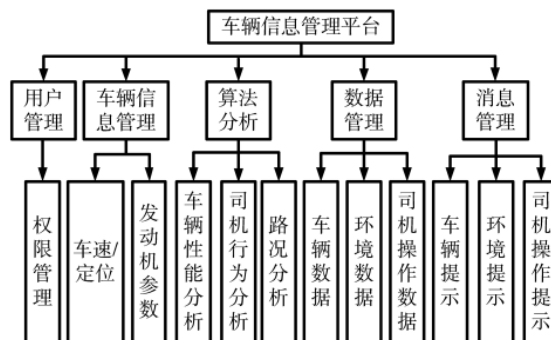 车辆信息管理平台
用户
管理
车辆信
息管理
算法
分析
数据
管理
消息
管理
权限管理
车速/
定位
发动机参数
车辆性能分析
司机行为分析
路况分析
车辆数据
环境数据
司机操作数据
车辆提示
环境提示
司机操作提示